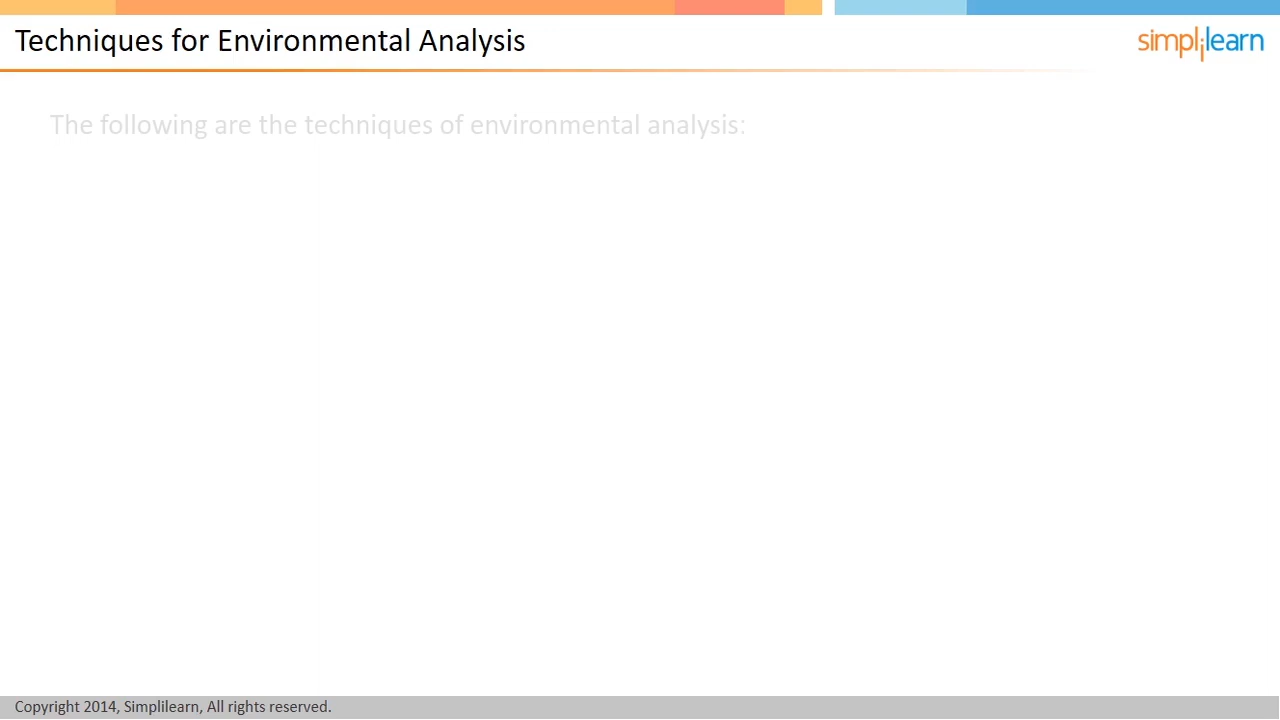 Techniques for Environmental Analysis
simplilearn
The following are the techniques of environmental analysis:
Copyright 2014, Simplilearn, All rights reserved.